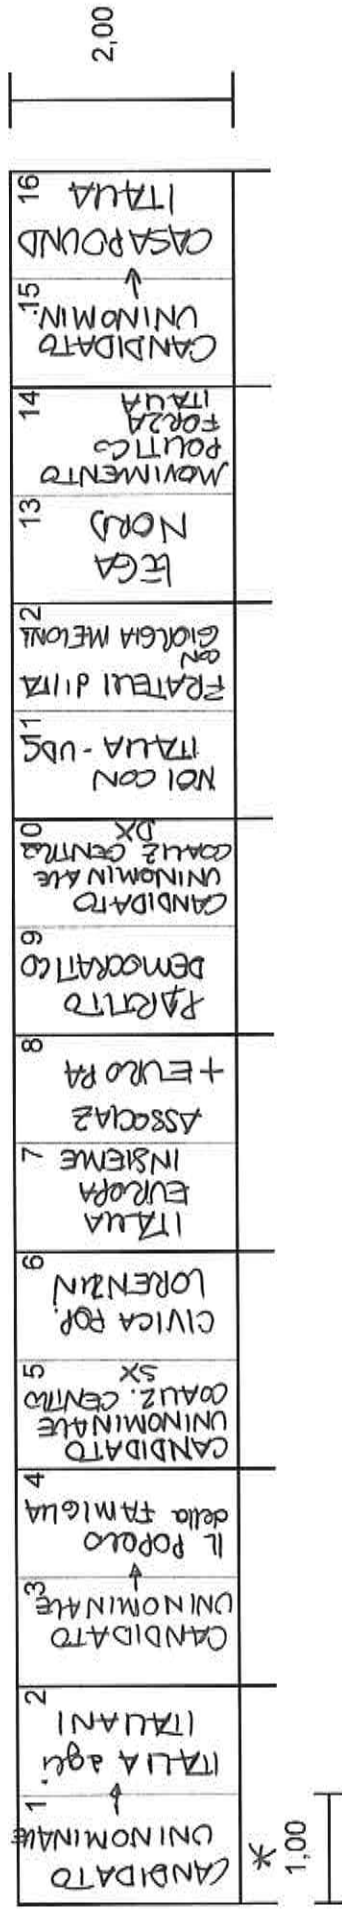 1
CANDIDATO
UNINOMINALE
→
2
ITALIA agli
ITALIANI
3
CANDIDATO
UNINOMINALE
→
4
IL POPOLO
della FAMIGLIA
5
CANDIDATO
UNINOMINALE
COALIZ. CENTRO
SX
6
CIVICA POP.
LORENZIN
7
ITALIA
EUROPA
INSIEME
8
ASSOCIAZ
+ EUROPA
9
PARTITO
DEMOCRATICO
10
CANDIDATO
UNINOMINALE
COALIZ CENTRO
DX
11
NOI CON
ITALIA - UDC
12
FRATELLI d'ITA
CON
GIORGIA MELONI
13
LEGA
NORD
14
MOVIMENTO
POLITICO
FORZA
ITALIA
15
CANDIDATO
UNINOMIN.
→
16
CASAPOUND
ITALIA
2,00
*
1,00